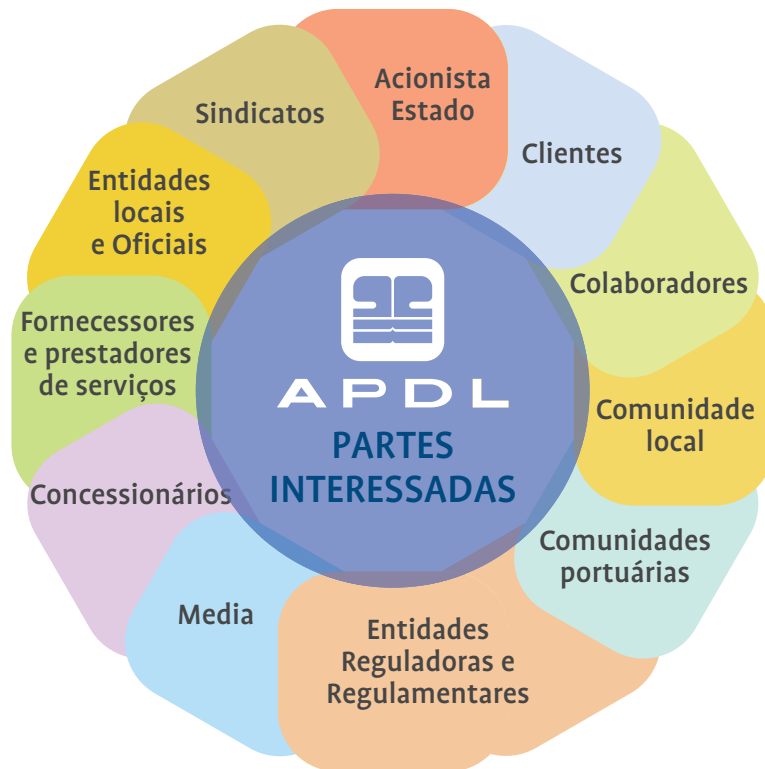 Acionista
Estado
Clientes
Colaboradores
Comunidade
local
Comunidades
portuárias
Entidades
Reguladoras e
Regulamentares
Media
Concessionários
Fornecessores
e prestadores
de serviços
Entidades
locais
e Oficiais
Sindicatos
APDL
PARTES
INTERESSADAS